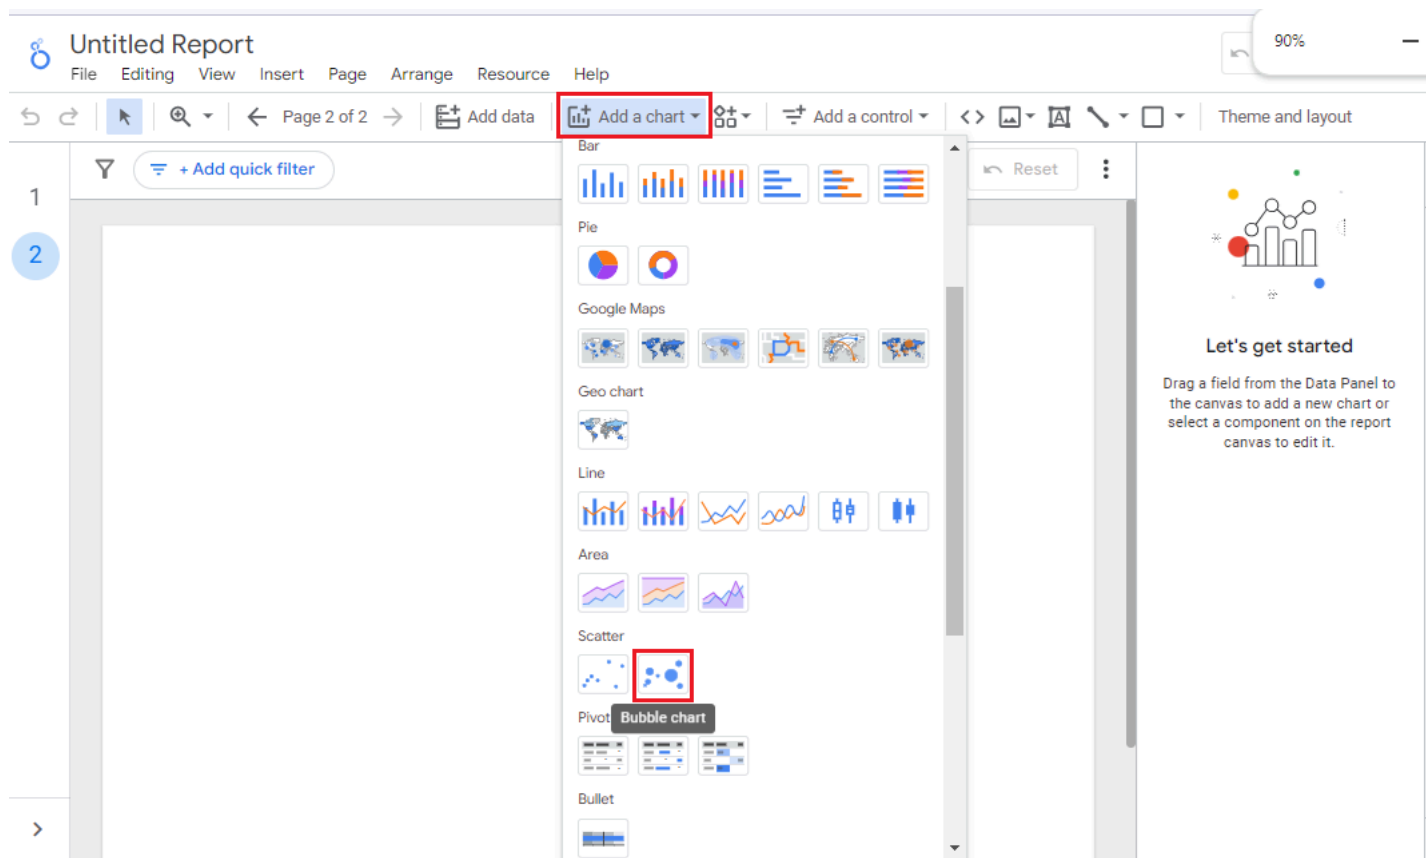 Untitled Report
90%
File Editing View Insert Page Arrange Resource Help
Page 2 of 2 Add data Add a chart Add a control Theme and layout
+ Add quick filter
Reset
1
2
Bar
Pie
Google Maps
Geo chart
Line
Area
Scatter
Pivot
Bubble chart
Bullet
Let's get started
Drag a field from the Data Panel to
the canvas to add a new chart or
select a component on the report
canvas to edit it.